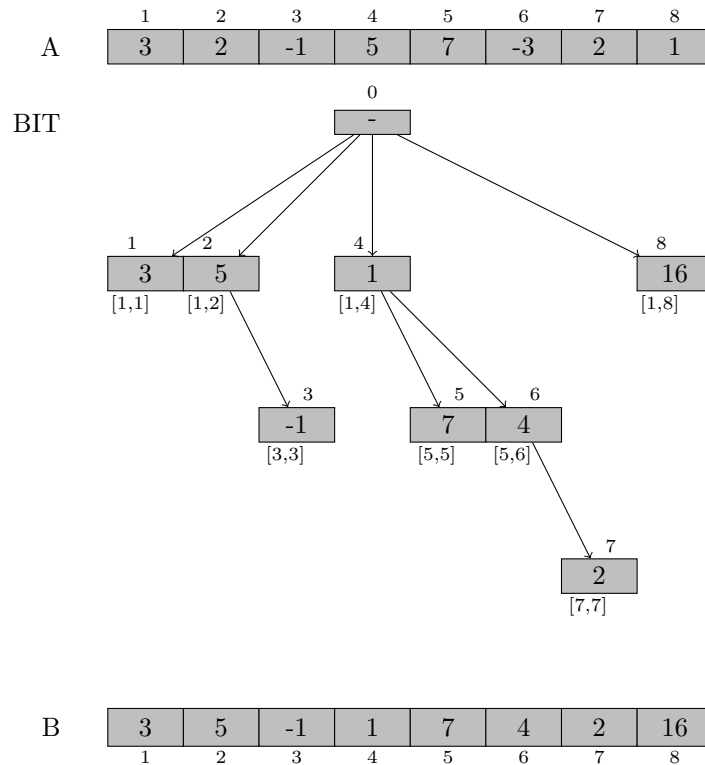 1 2 3 4 5 6 7 8
A 3 2 -1 5 7 -3 2 1
0
BIT -
1 2 4 8
3 5 1 16
[1,1] [1,2] [1,4] [1,8]
3 5 6
-1 7 4
[3,3] [5,5] [5,6]
7
2
[7,7]
B 3 5 -1 1 7 4 2 16
1 2 3 4 5 6 7 8